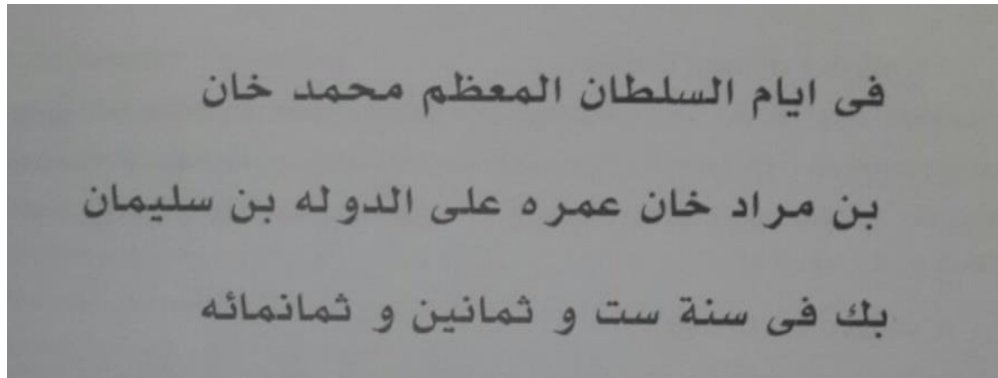 فى ايام السلطان المعظم محمد خان
بن مراد خان عمره على الدوله بن سليمان
بك فى سنة ست و ثمانين و ثمانمائه